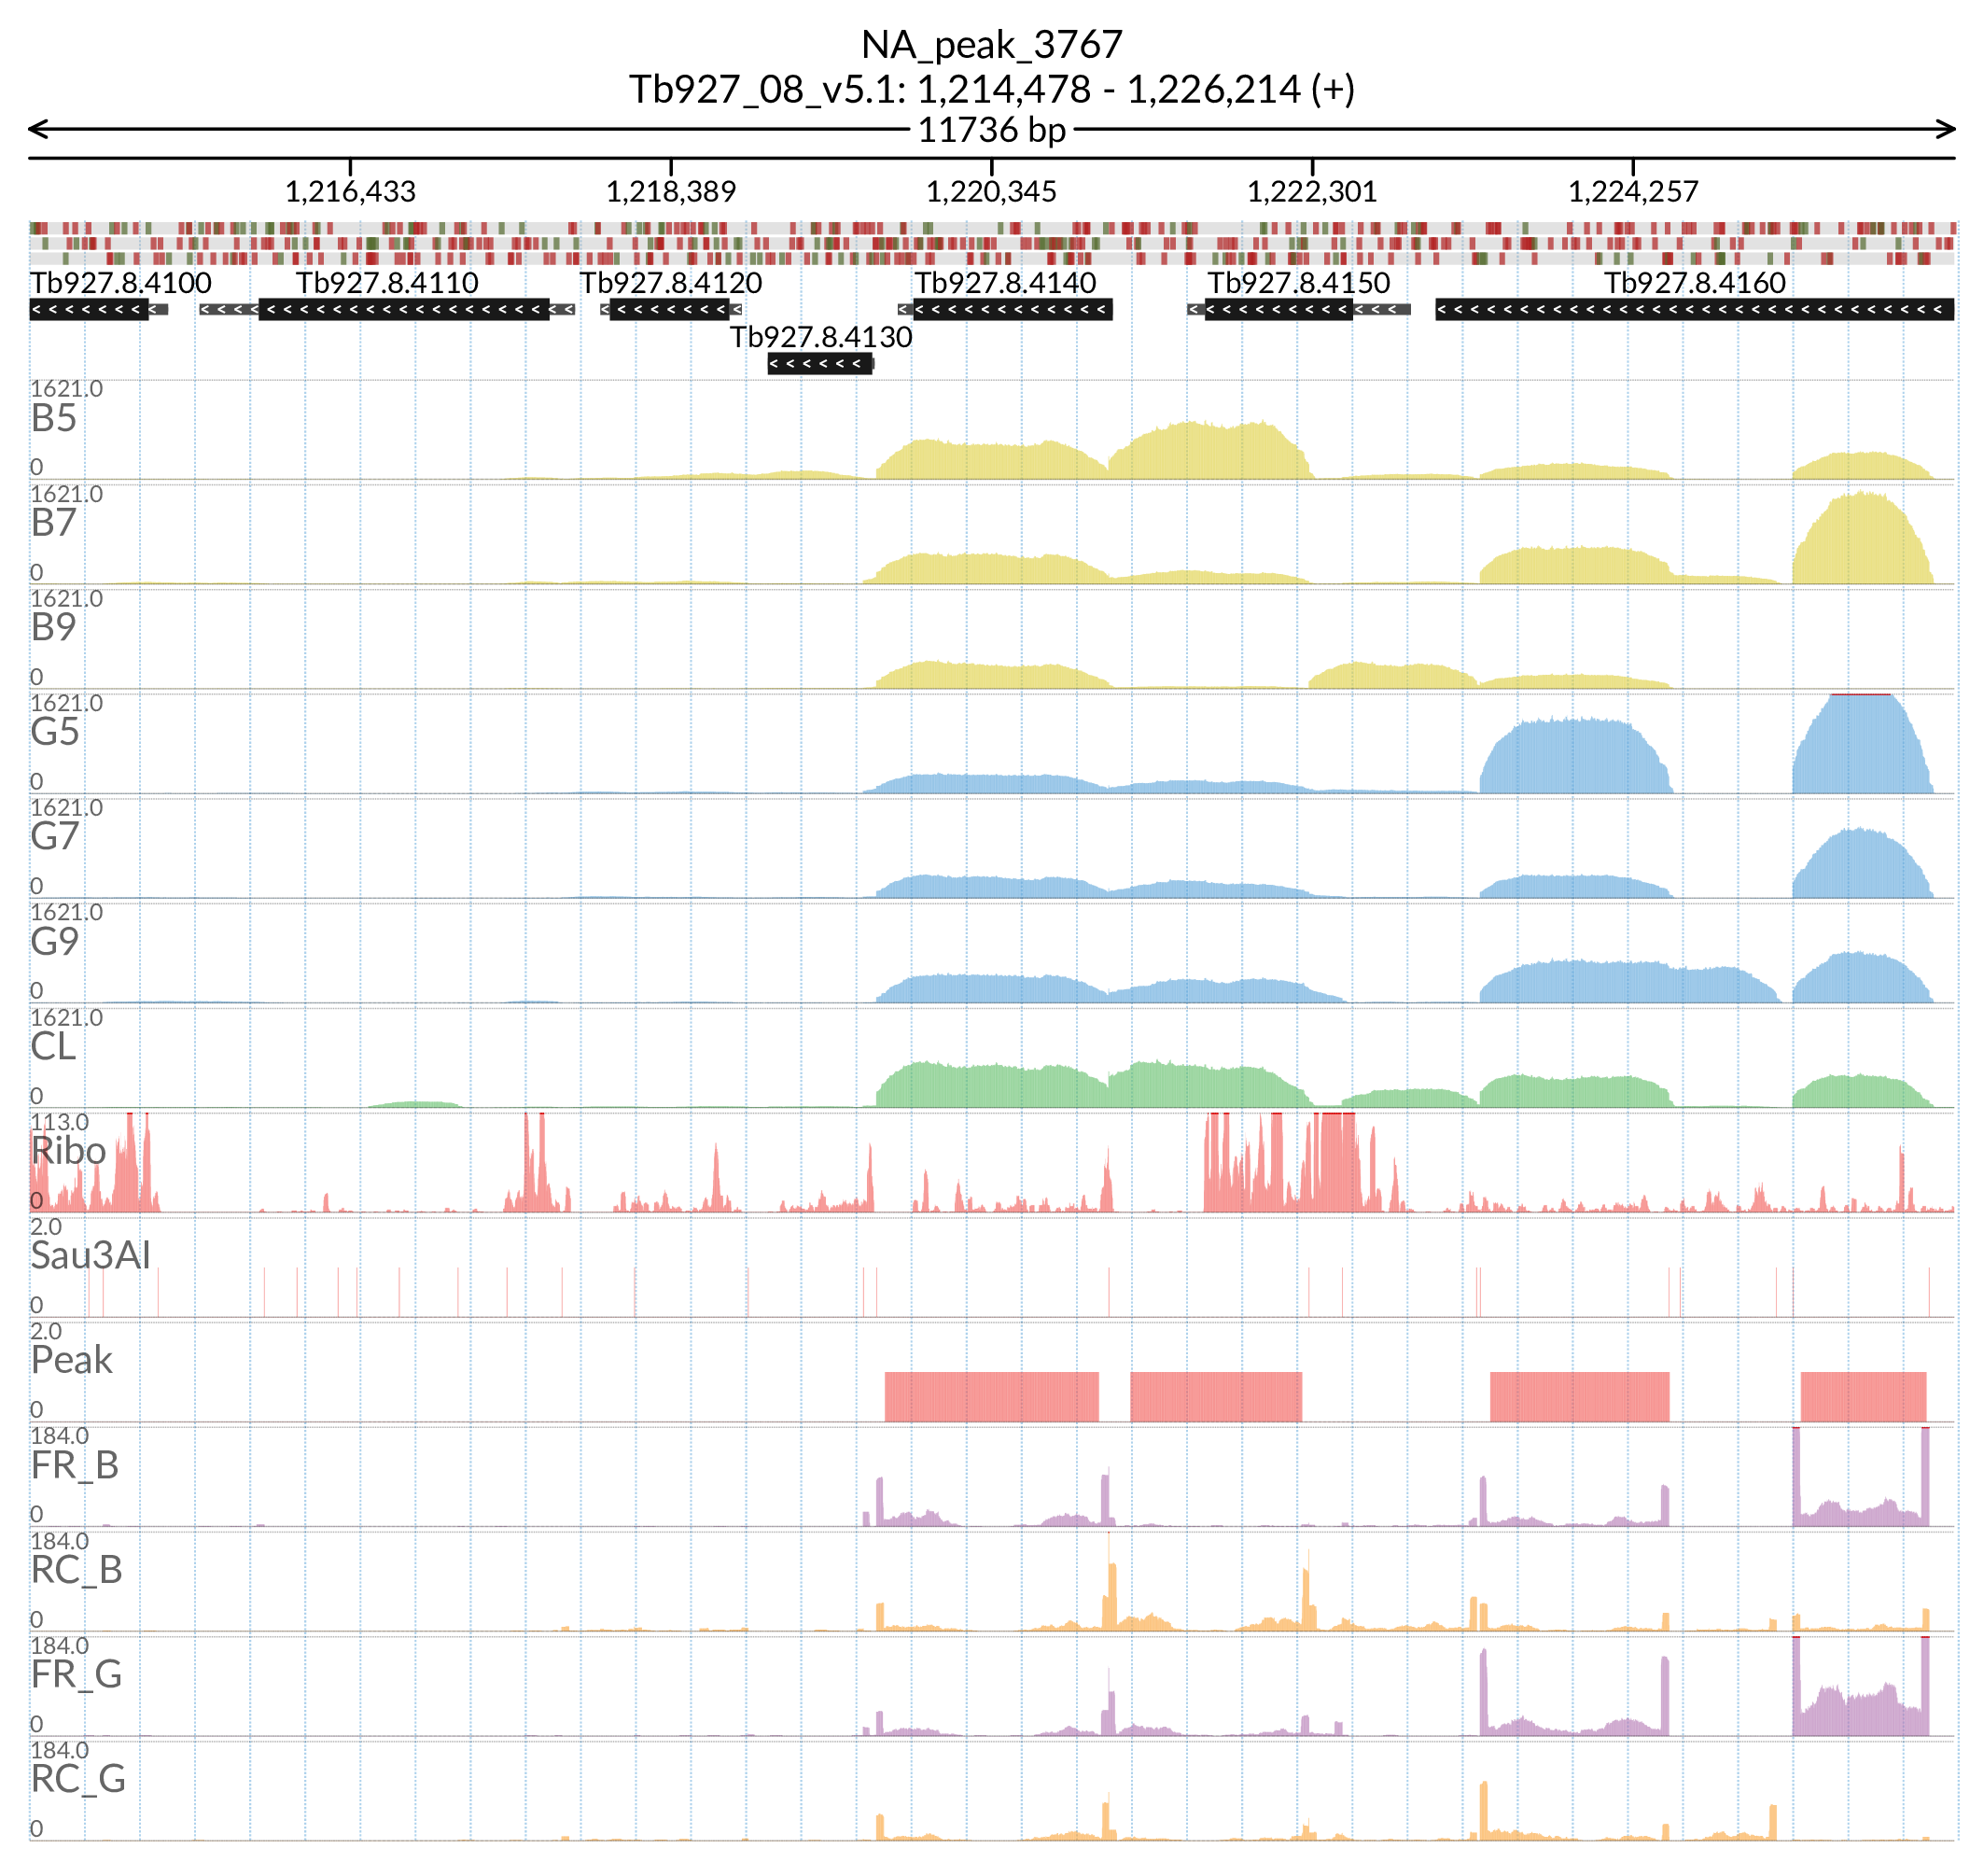 NA_peak_3767
Tb927_08_v5.1: 1,214,478 - 1,226,214 (+)
11736 bp
1,216,433 1,218,389 1,220,345 1,222,301 1,224,257
Tb927.8.4100 Tb927.8.4110 Tb927.8.4120 Tb927.8.4140 Tb927.8.4150 Tb927.8.4160
Tb927.8.4130
1621.0
B5
0
1621.0
B7
0
1621.0
B9
0
1621.0
G5
0
1621.0
G7
0
1621.0
G9
0
1621.0
CL
0
113.0
Ribo
0
2.0
Sau3AI
0
2.0
Peak
0
184.0
FR_B
0
184.0
RC_B
0
184.0
FR_G
0
184.0
RC_G
0